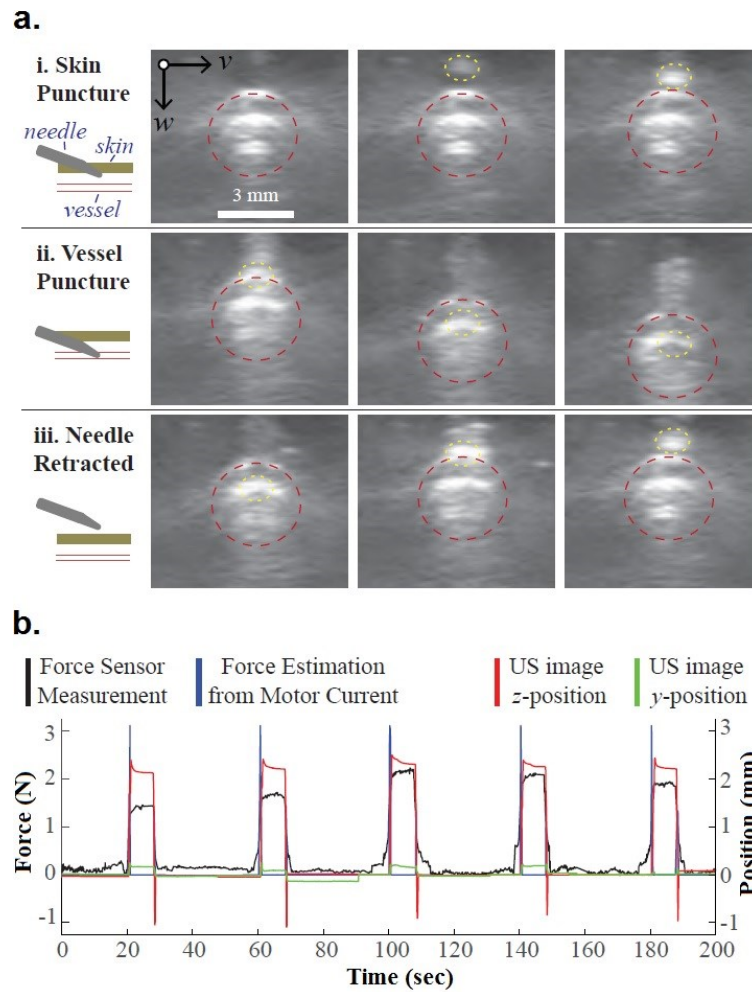 a.
i. Skin
Puncture
needle
skin
vessel
v
w
3 mm
ii. Vessel
Puncture
iii. Needle
Retracted
b.
Force Sensor
Measurement
Force Estimation
from Motor Current
US image
z-position
US image
y-position
Force (N)
3
2
1
0
-1
Position (mm)
3
2
1
0
-1
0 20 40 60 80 100 120 140 160 180 200
Time (sec)